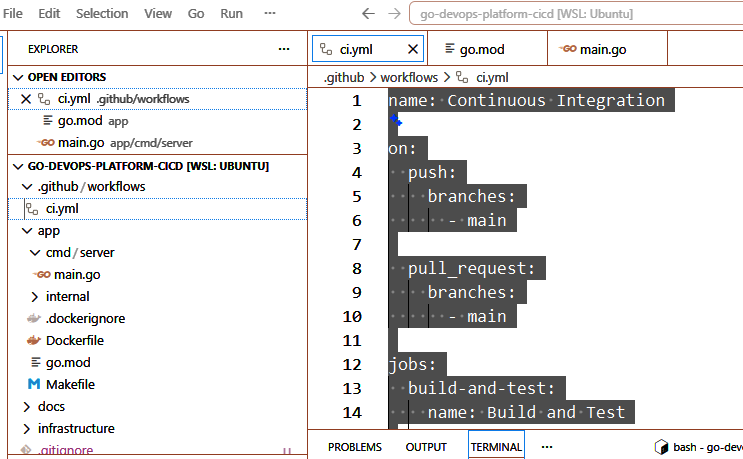 File Edit Selection View Go Run ··· go-devops-platform-cicd [WSL: Ubuntu]
EXPLORER ···
OPEN EDITORS
ci.yml .github/workflows
go.mod app
main.go app/cmd/server
GO-DEVOPS-PLATFORM-CICD [WSL: UBUNTU]
.github/workflows
ci.yml
app
cmd/server
main.go
internal
.dockerignore
Dockerfile
go.mod
Makefile
docs
infrastructure
.gitignore U
ci.yml go.mod main.go
.github > workflows > ci.yml
1 name: Continuous Integration
2
3 on:
4 push:
5 branches:
6 - main
7
8 pull_request:
9 branches:
10 - main
11
12 jobs:
13 build-and-test:
14 name: Build and Test
PROBLEMS OUTPUT TERMINAL ··· bash - go-dev